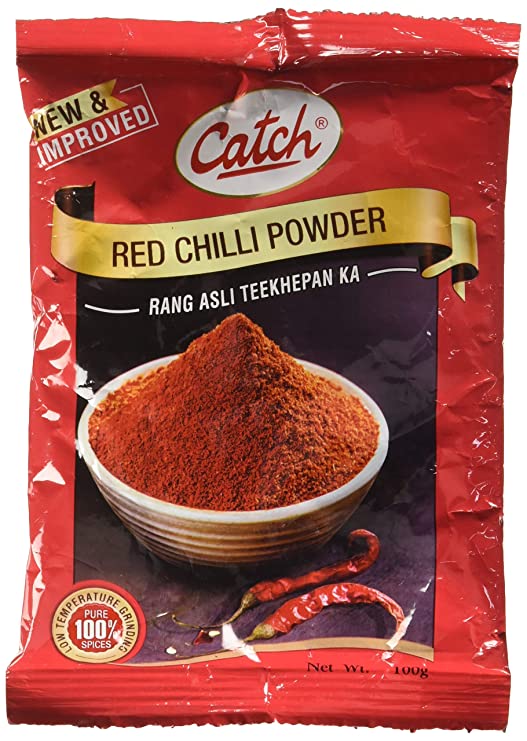 NEW &
IMPROVED
Catch®
RED CHILLI POWDER
RANG ASLI TEEKHEPAN KA
LOW TEMPERATURE GRINDING
PURE
100%
SPICES
Net Wt. 100g